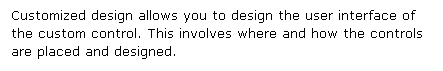 Customized design allows you to design the user interface of
the custom control. This involves where and how the controls
are placed and designed.